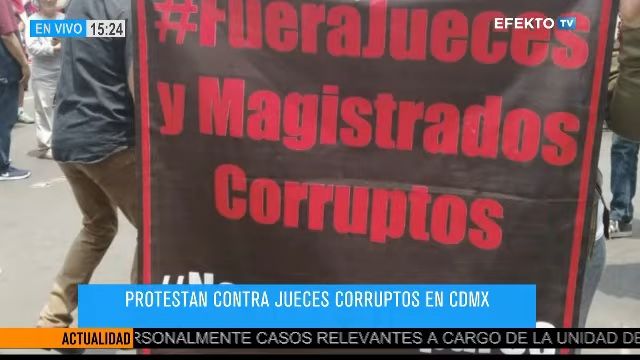 EN VIVO 15:24
EFEKTO TV
#FueraJueces
y Magistrados
Corruptos
PROTESTAN CONTRA JUECES CORRUPTOS EN CDMX
ACTUALIDAD RSONALMENTE CASOS RELEVANTES A CARGO DE LA UNIDAD DE